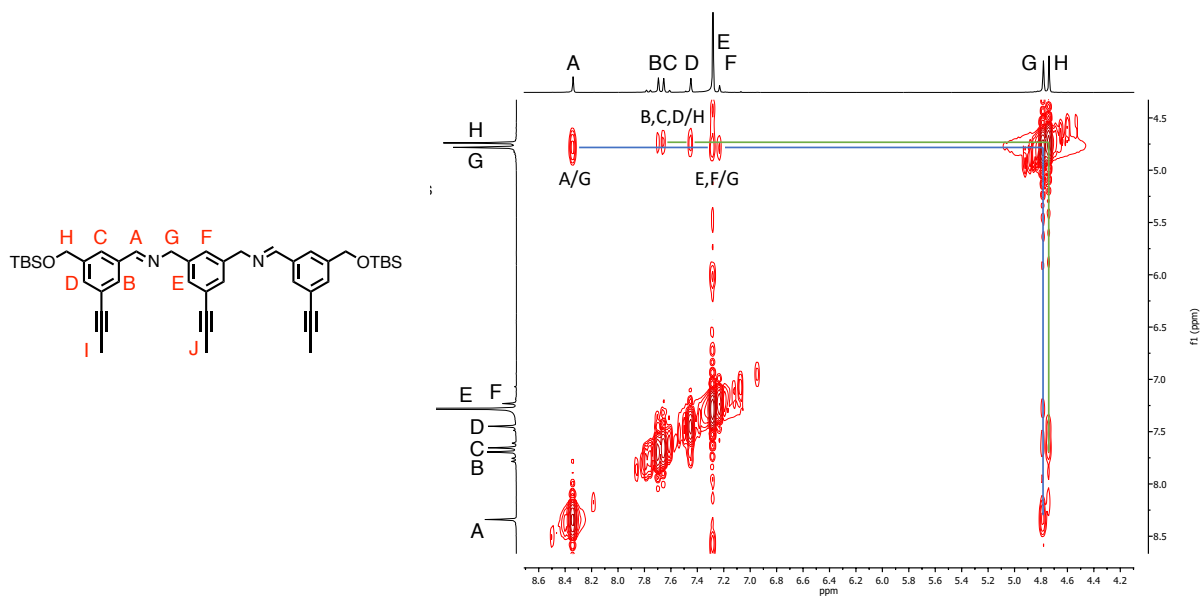 E
A
B C
D
F
G
H
B,C,D/H
A/G
E,F/G
H
G
E
F
D
C
B
A
H
C
A
G
F
TBSO
N
N
OTBS
D
B
E
I
J
4.5
5.0
5.5
6.0
6.5
7.0
7.5
8.0
8.5
f1 (ppm)
8.6 8.4 8.2 8.0 7.8 7.6 7.4 7.2 7.0 6.8 6.6 6.4 6.2 6.0 5.8 5.6 5.4 5.2 5.0 4.8 4.6 4.4 4.2
ppm